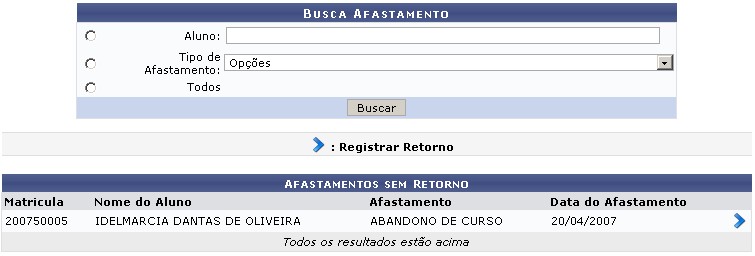 BUSCA AFASTAMENTO
Aluno:
Tipo de
Afastamento: Opções
Todos
Buscar
: Registrar Retorno
AFASTAMENTOS SEM RETORNO
Matricula Nome do Aluno Afastamento Data do Afastamento
200750005 IDELMARCIA DANTAS DE OLIVEIRA ABANDONO DE CURSO 20/04/2007
Todos os resultados estão acima